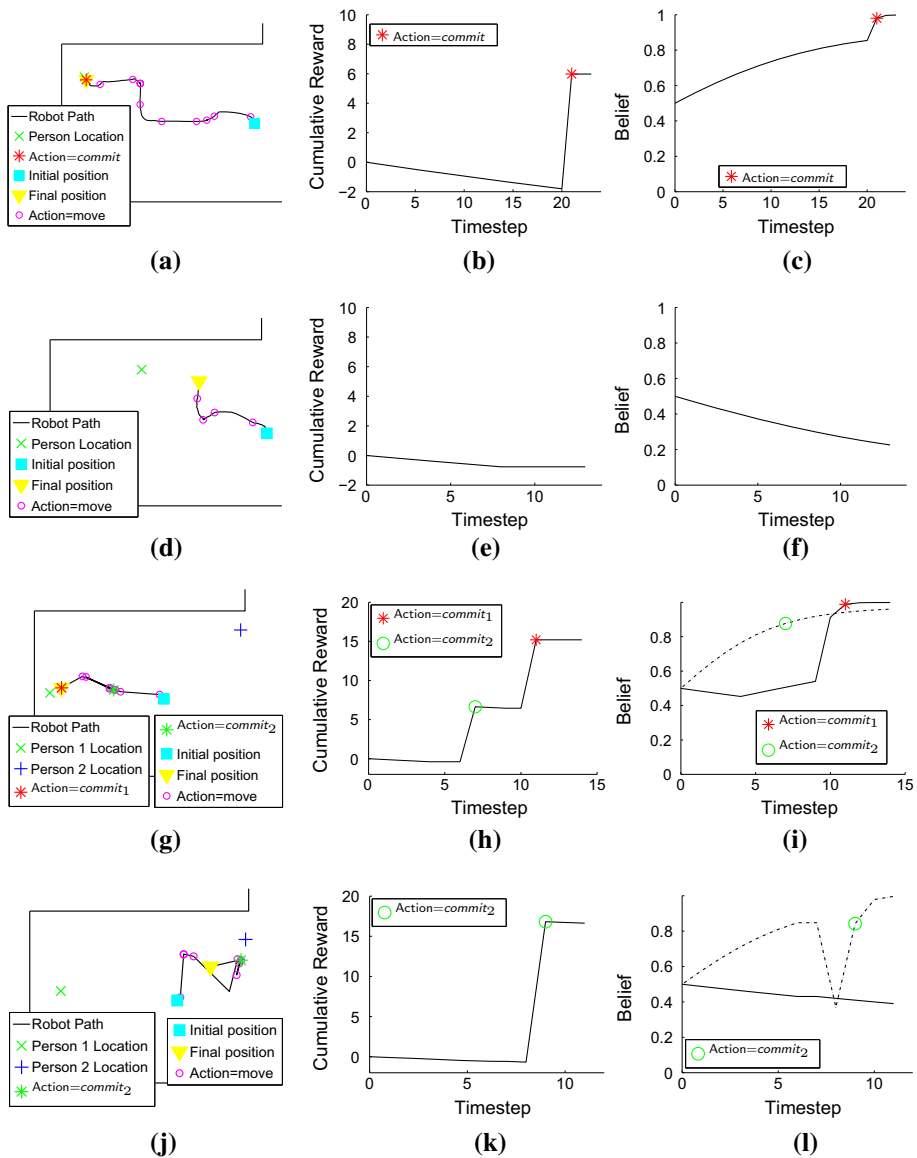 Robot Path
Person Location
Action=commit
Initial position
Final position
Action=move
(a)
10
8
6
4
2
0
−2
0
5
10
15
20
Cumulative Reward
Timestep
Action=commit
(b)
1
0.8
0.6
0.4
0.2
0
0
5
10
15
20
Belief
Timestep
Action=commit
(c)
Robot Path
Person Location
Initial position
Final position
Action=move
(d)
10
8
6
4
2
0
−2
0
5
10
Cumulative Reward
Timestep
(e)
1
0.8
0.6
0.4
0.2
0
0
5
10
Belief
Timestep
(f)
Robot Path
Person 1 Location
Person 2 Location
Action=commit1
Action=commit2
Initial position
Final position
Action=move
(g)
20
15
10
5
0
0
5
10
15
Cumulative Reward
Timestep
Action=commit1
Action=commit2
(h)
0.8
0.6
0.4
0.2
0
0
5
10
15
Belief
Timestep
Action=commit1
Action=commit2
(i)
Robot Path
Person 1 Location
Person 2 Location
Action=commit2
Initial position
Final position
Action=move
(j)
20
15
10
5
0
0
5
10
Cumulative Reward
Timestep
Action=commit2
(k)
1
0.8
0.6
0.4
0.2
0
0
5
10
Belief
Timestep
Action=commit2
(l)